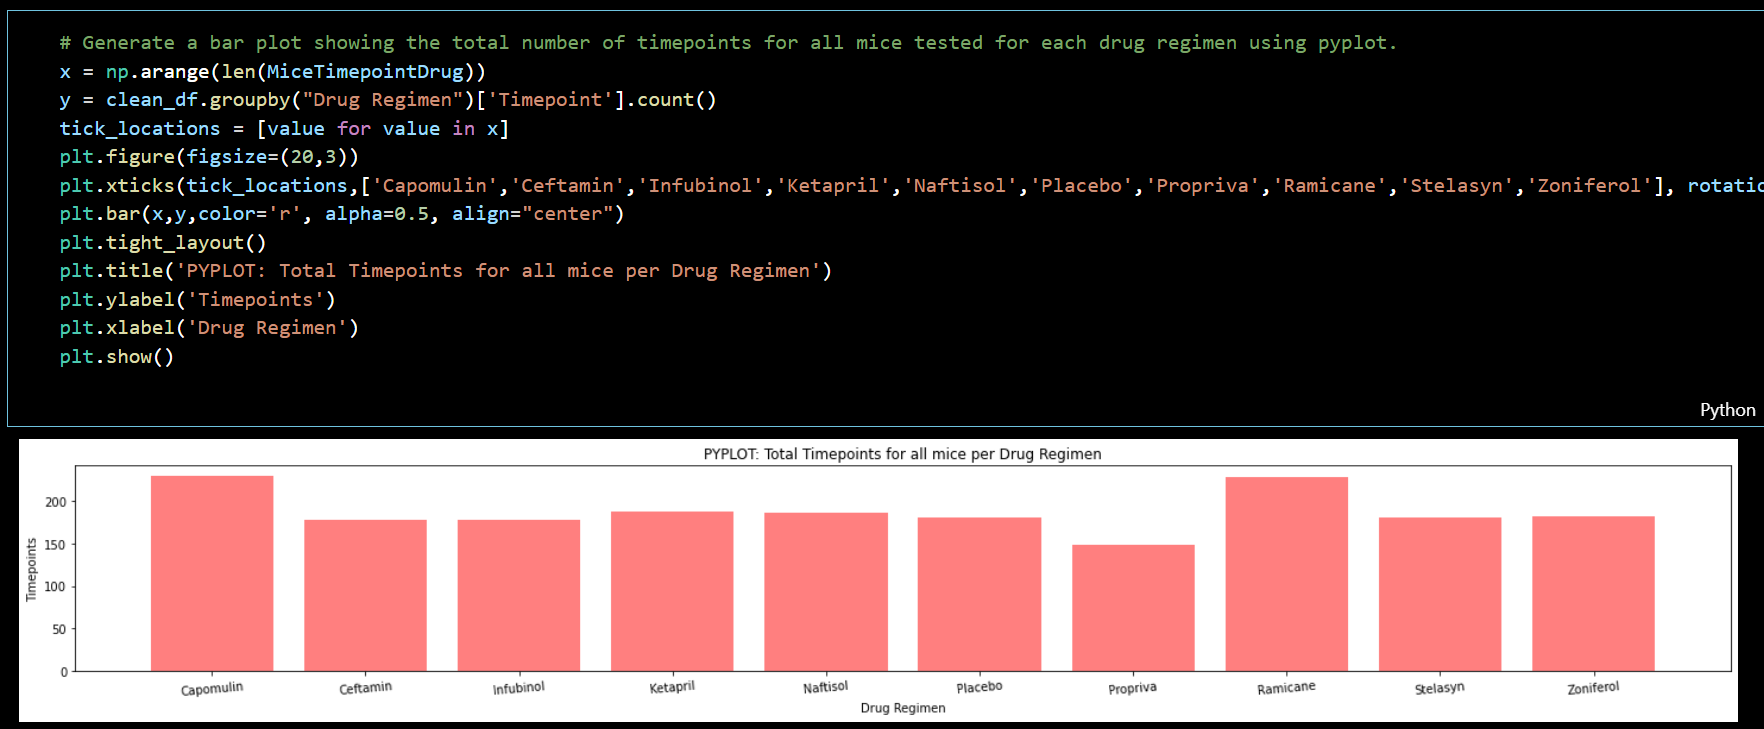 # Generate a bar plot showing the total number of timepoints for all mice tested for each drug regimen using pyplot.
x = np.arange(len(MiceTimepointDrug))
y = clean_df.groupby("Drug Regimen")['Timepoint'].count()
tick_locations = [value for value in x]
plt.figure(figsize=(20,3))
plt.xticks(tick_locations,['Capomulin','Ceftamin','Infubinol','Ketapril','Naftisol','Placebo','Propriva','Ramicane','Stelasyn','Zoniferol'],
plt.bar(x,y,color='r', alpha=0.5, align="center")
plt.tight_layout()
plt.title('PYPLOT: Total Timepoints for all mice per Drug Regimen')
plt.ylabel('Timepoints')
plt.xlabel('Drug Regimen')
plt.show()
Python
PYPLOT: Total Timepoints for all mice per Drug Regimen
Timepoints
200
150
100
50
0
Capomulin Ceftamin Infubinol Ketapril Naftisol Placebo Propriva Ramicane Stelasyn Zoniferol
Drug Regimen